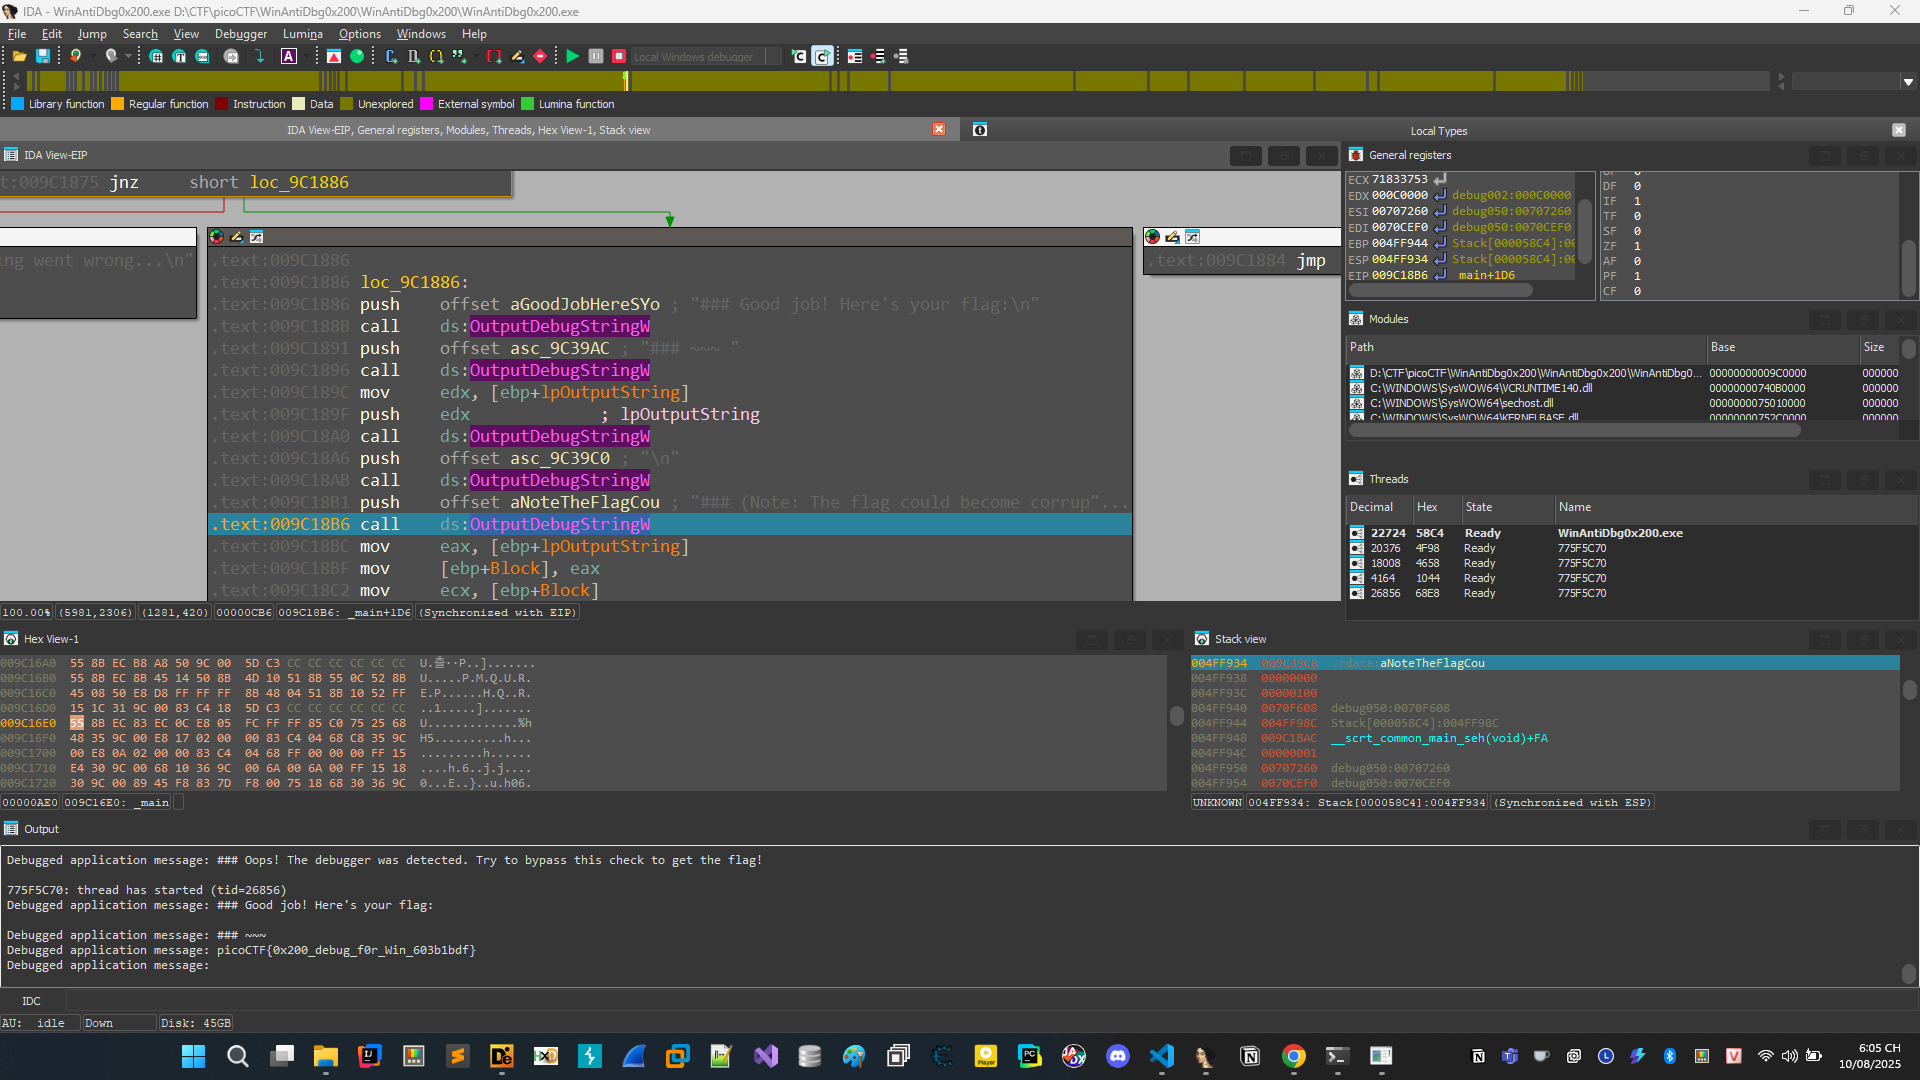 IDA - WinAntiDbg0x200.exe D:\CTF\picoCTF\WinAntiDbg0x200\WinAntiDbg0x200\WinAntiDbg0x200.exe
File Edit Jump Search View Debugger Lumina Options Windows Help
Local Windows debugger
Library function Regular function Instruction Data Unexplored External symbol Lumina function
IDA View-EIP, General registers, Modules, Threads, Hex View-1, Stack view
Local Types
IDA View-EIP
t:009C1875 jnz short loc_9C1886
ing went wrong...\n"
.text:009C1886
.text:009C1886 loc_9C1886:
.text:009C1886 push offset aGoodJobHereSYo ; "### Good job! Here's your flag:\n"
.text:009C188B call ds:OutputDebugStringW
.text:009C1891 push offset asc_9C39AC ; "### ~~~ "
.text:009C1896 call ds:OutputDebugStringW
.text:009C189C mov edx, [ebp+lpOutputString]
.text:009C189F push edx ; lpOutputString
.text:009C18A0 call ds:OutputDebugStringW
.text:009C18A6 push offset asc_9C39C0 ; "\n"
.text:009C18AB call ds:OutputDebugStringW
.text:009C18B1 push offset aNoteTheFlagCou ; "### (Note: The flag could become corrup"...
.text:009C18B6 call ds:OutputDebugStringW
.text:009C18BC mov eax, [ebp+lpOutputString]
.text:009C18BF mov [ebp+Block], eax
.text:009C18C2 mov ecx, [ebp+Block]
.text:009C1884 jmp
100.00% (5981,2306) (1281,420) 00000CB6 009C18B6: _main+1D6 (Synchronized with EIP)
General registers
ECX 71833753
EDX 000C0000 debug002:000C0000
ESI 00707260 debug050:00707260
EDI 0070CEF0 debug050:0070CEF0
EBP 004FF944 Stack[000058C4]:00
ESP 004FF934 Stack[000058C4]:00
EIP 009C18B6 _main+1D6
DF 0
IF 1
TF 0
SF 0
ZF 1
AF 0
PF 1
CF 0
Modules
Path Base Size
D:\CTF\picoCTF\WinAntiDbg0x200\WinAntiDbg0x200\WinAntiDbg0... 00000000009C0000 000000
C:\WINDOWS\SysWOW64\VCRUNTIME140.dll 00000000740B0000 000000
C:\WINDOWS\SysWOW64\sechost.dll 0000000075010000 000000
C:\WINDOWS\SysWOW64\KERNELBASE.dll 00000000752C0000 000000
Threads
Decimal Hex State Name
22724 58C4 Ready WinAntiDbg0x200.exe
20376 4F98 Ready 775F5C70
18008 4658 Ready 775F5C70
4164 1044 Ready 775F5C70
26856 68E8 Ready 775F5C70
Hex View-1
009C16A0 55 8B EC B8 A8 50 9C 00 5D C3 CC CC CC CC CC CC
009C16B0 55 8B EC 8B 45 14 50 8B 4D 10 51 8B 55 0C 52 8B U.....P.M.Q.U.R.
009C16C0 45 08 50 E8 D8 FF FF FF 8B 48 04 51 8B 10 52 FF E.P......H.Q..R.
009C16D0 15 1C 31 9C 00 83 C4 18 5D C3 CC CC CC CC CC CC ..1.....].......
009C16E0 55 8B EC 83 EC 0C E8 05 FC FF FF 85 C0 75 25 68 U............u%h
009C16F0 48 35 9C 00 E8 17 02 00 00 83 C4 04 68 C8 35 9C H5..........h...
009C1700 00 E8 0A 02 00 00 83 C4 04 68 FF 00 00 00 FF 15 .........h......
009C1710 E4 30 9C 00 68 10 36 9C 00 6A 00 6A 00 FF 15 18 ....h.6..j.j....
009C1720 30 9C 00 89 45 F8 83 7D F8 00 75 18 68 30 36 9C 0...E..}..u.h06.
00000AE0 009C16E0: _main
Stack view
004FF934 009C39C8 .rdata:aNoteTheFlagCou
004FF938 00000000
004FF93C 00000100
004FF940 0070F608 debug050:0070F608
004FF944 004FF98C Stack[000058C4]:004FF98C
004FF948 009C1BAC __scrt_common_main_seh(void)+FA
004FF94C 00000001
004FF950 00707260 debug050:00707260
004FF954 0070CEF0 debug050:0070CEF0
UNKNOWN 004FF934: Stack[000058C4]:004FF934 (Synchronized with ESP)
Output
Debugged application message: ### Oops! The debugger was detected. Try to bypass this check to get the flag!
775F5C70: thread has started (tid=26856)
Debugged application message: ### Good job! Here's your flag:
Debugged application message: ### ~~~
Debugged application message: picoCTF{0x200_debug_f0r_Win_603b1bdf}
Debugged application message:
IDC
AU: idle Down Disk: 45GB
6:05 CH
10/08/2025